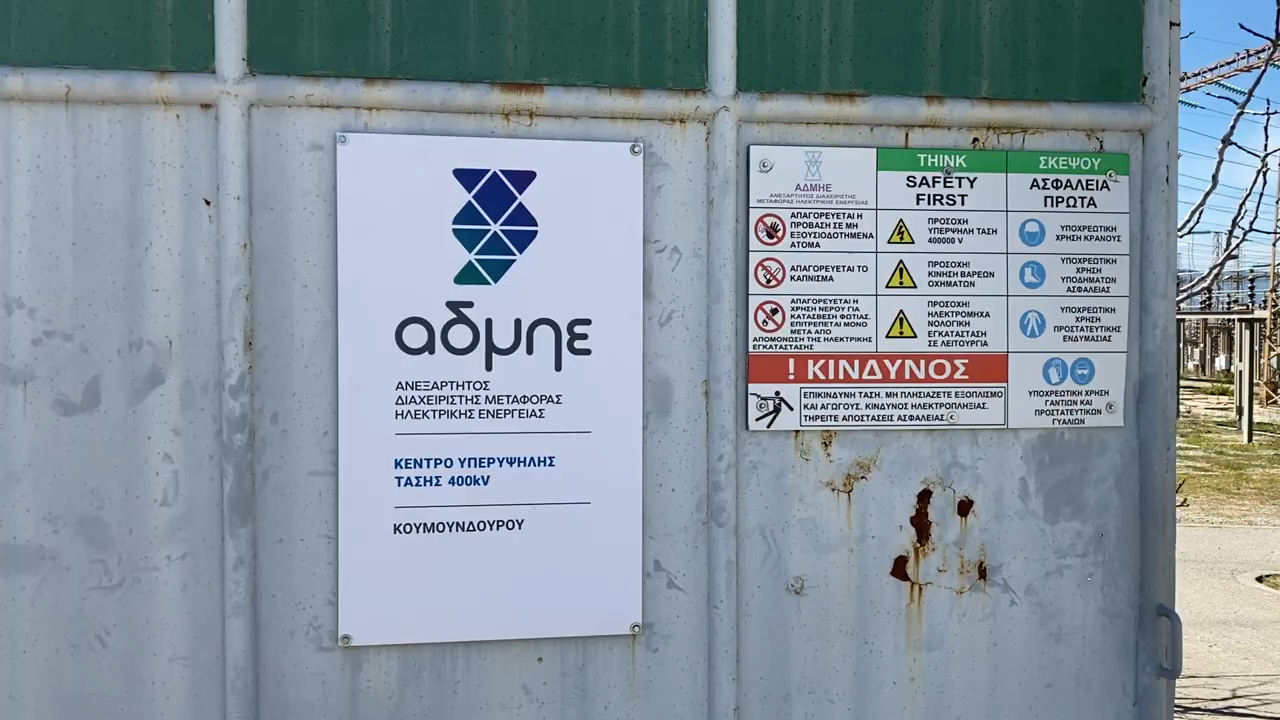 αδμηε
ΑΝΕΞΑΡΤΗΤΟΣ
ΔΙΑΧΕΙΡΙΣΤΗΣ ΜΕΤΑΦΟΡΑΣ
ΗΛΕΚΤΡΙΚΗΣ ΕΝΕΡΓΕΙΑΣ
ΚΕΝΤΡΟ ΥΠΕΡΥΨΗΛΗΣ
ΤΑΣΗΣ 400kV
ΚΟΥΜΟΥΝΔΟΥΡΟΥ
ΑΔΜΗΕ
ΑΝΕΞΑΡΤΗΤΟΣ ΔΙΑΧΕΙΡΙΣΤΗΣ
ΜΕΤΑΦΟΡΑΣ ΗΛΕΚΤΡΙΚΗΣ ΕΝΕΡΓΕΙΑΣ
THINK
SAFETY
FIRST
ΣΚΕΨΟΥ
ΑΣΦΑΛΕΙΑ
ΠΡΩΤΑ
ΑΠΑΓΟΡΕΥΕΤΑΙ Η
ΠΡΟΒΑΣΗ ΣΕ ΜΗ
ΕΞΟΥΣΙΟΔΟΤΗΜΕΝΑ
ΑΤΟΜΑ
ΠΡΟΣΟΧΗ
ΥΠΕΡΨΗΛΗ ΤΑΣΗ
400000 V
ΥΠΟΧΡΕΩΤΙΚΗ
ΧΡΗΣΗ ΚΡΑΝΟΥΣ
ΑΠΑΓΟΡΕΥΕΤΑΙ ΤΟ
ΚΑΠΝΙΣΜΑ
ΠΡΟΣΟΧΗ!
ΚΙΝΗΣΗ ΒΑΡΕΩΝ
ΟΧΗΜΑΤΩΝ
ΥΠΟΧΡΕΩΤΙΚΗ
ΧΡΗΣΗ
ΥΠΟΔΗΜΑΤΩΝ
ΑΣΦΑΛΕΙΑΣ
ΑΠΑΓΟΡΕΥΕΤΑΙ Η
ΧΡΗΣΗ ΝΕΡΟΥ ΓΙΑ
ΚΑΤΑΣΒΕΣΗ ΦΩΤΙΑΣ.
ΕΠΙΤΡΕΠΕΤΑΙ ΜΟΝΟ
ΜΕΤΑ ΑΠΟ
ΑΠΟΜΟΝΩΣΗ ΤΗΣ ΗΛΕΚΤΡΙΚΗΣ
ΕΓΚΑΤΑΣΤΑΣΗΣ
ΠΡΟΣΟΧΗ!
ΗΛΕΚΤΡΟΜΗΧΑ
ΝΟΛΟΓΙΚΗ
ΕΓΚΑΤΑΣΤΑΣΗ
ΣΕ ΛΕΙΤΟΥΡΓΙΑ
ΥΠΟΧΡΕΩΤΙΚΗ
ΧΡΗΣΗ
ΠΡΟΣΤΑΤΕΥΤΙΚΗΣ
ΕΝΔΥΜΑΣΙΑΣ
! ΚΙΝΔΥΝΟΣ
ΕΠΙΚΙΝΔΥΝΗ ΤΑΣΗ. ΜΗ ΠΛΗΣΙΑΖΕΤΕ ΕΞΟΠΛΙΣΜΟ
ΚΑΙ ΑΓΩΓΟΥΣ. ΚΙΝΔΥΝΟΣ ΗΛΕΚΤΡΟΠΛΗΞΙΑΣ.
ΤΗΡΕΙΤΕ ΑΠΟΣΤΑΣΕΙΣ ΑΣΦΑΛΕΙΑΣ.
ΥΠΟΧΡΕΩΤΙΚΗ ΧΡΗΣΗ
ΓΑΝΤΙΩΝ ΚΑΙ
ΠΡΟΣΤΑΤΕΥΤΙΚΩΝ
ΓΥΑΛΙΩΝ